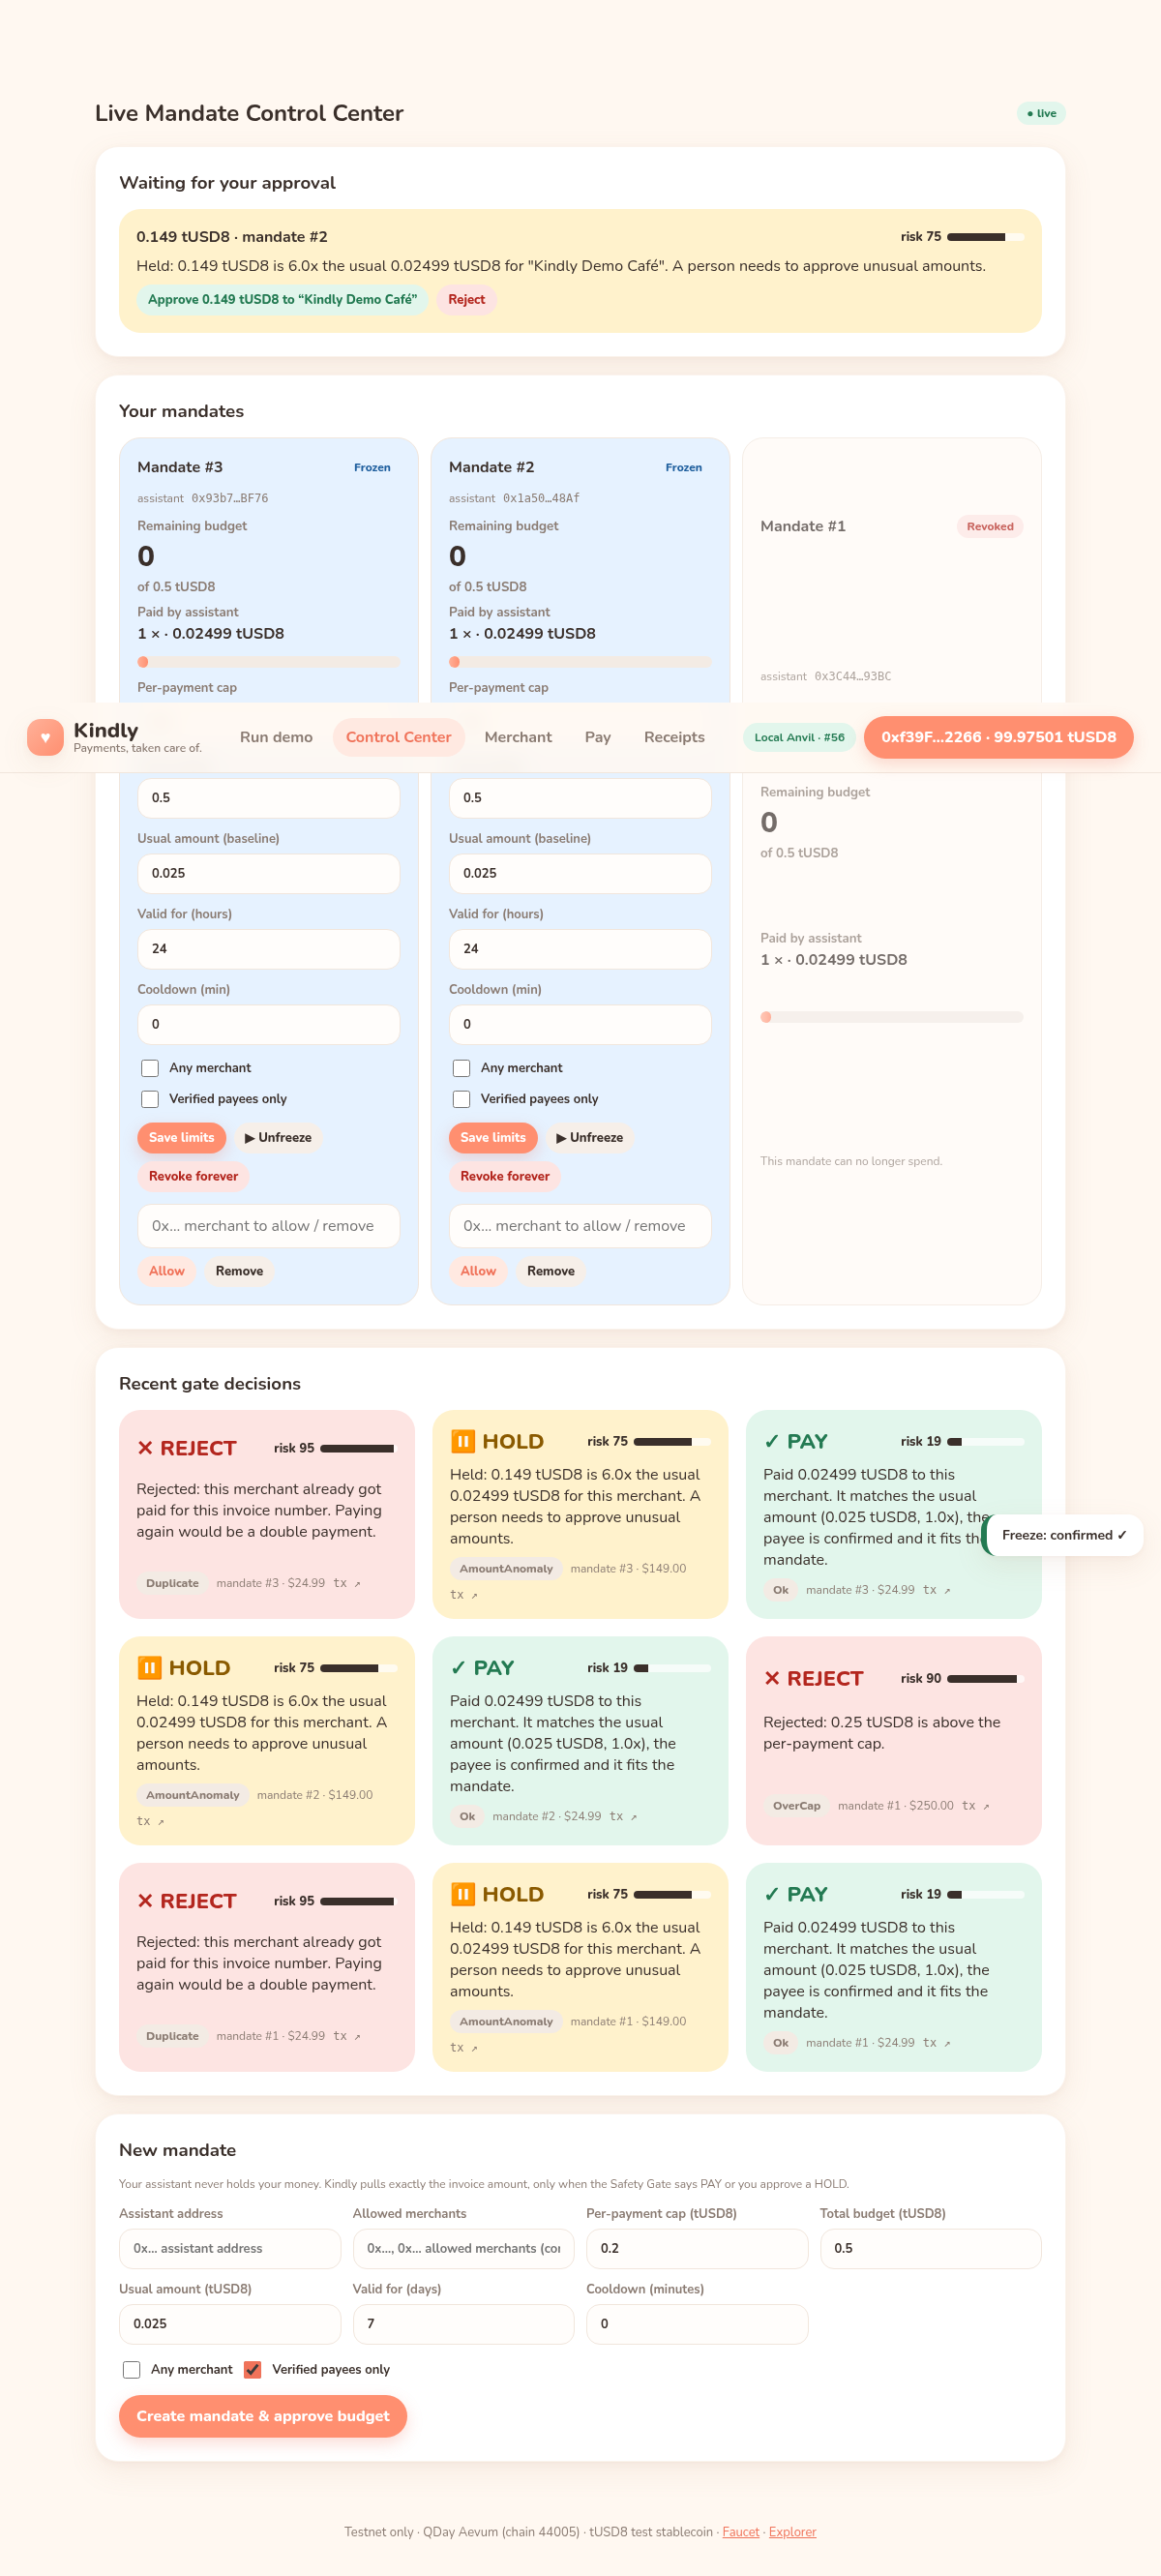 Live Mandate Control Center
● live
Waiting for your approval
0.149 tUSD8 · mandate #2
risk 75
Held: 0.149 tUSD8 is 6.0x the usual 0.02499 tUSD8 for "Kindly Demo Café". A person needs to approve unusual amounts.
Approve 0.149 tUSD8 to “Kindly Demo Café”
Reject
Your mandates
Mandate #3
Frozen
assistant 0x93b7…BF76
Remaining budget
0
of 0.5 tUSD8
Paid by assistant
1 × · 0.02499 tUSD8
Per-payment cap
Mandate #2
Frozen
assistant 0x1a50…48Af
Remaining budget
0
of 0.5 tUSD8
Paid by assistant
1 × · 0.02499 tUSD8
Per-payment cap
Mandate #1
Revoked
assistant 0x3C44…93BC
♥
Kindly
Payments, taken care of.
Run demo
Control Center
Merchant
Pay
Receipts
Local Anvil · #56
0xf39F…2266 · 99.97501 tUSD8
0.5
Usual amount (baseline)
0.025
Valid for (hours)
24
Cooldown (min)
0
Any merchant
Verified payees only
Save limits
▶ Unfreeze
Revoke forever
0x… merchant to allow / remove
Allow
Remove
0.5
Usual amount (baseline)
0.025
Valid for (hours)
24
Cooldown (min)
0
Any merchant
Verified payees only
Save limits
▶ Unfreeze
Revoke forever
0x… merchant to allow / remove
Allow
Remove
Remaining budget
0
of 0.5 tUSD8
Paid by assistant
1 × · 0.02499 tUSD8
This mandate can no longer spend.
Recent gate decisions
✕ REJECT
risk 95
Rejected: this merchant already got
paid for this invoice number. Paying
again would be a double payment.
Duplicate
mandate #3 · $24.99 tx ↗
⏸ HOLD
risk 75
Held: 0.149 tUSD8 is 6.0x the usual
0.02499 tUSD8 for this merchant. A
person needs to approve unusual
amounts.
AmountAnomaly
mandate #3 · $149.00
tx ↗
✓ PAY
risk 19
Paid 0.02499 tUSD8 to this
merchant. It matches the usual
amount (0.025 tUSD8, 1.0x), the
payee is confirmed and it fits the
mandate.
Ok
mandate #3 · $24.99 tx ↗
Freeze: confirmed ✓
⏸ HOLD
risk 75
Held: 0.149 tUSD8 is 6.0x the usual
0.02499 tUSD8 for this merchant. A
person needs to approve unusual
amounts.
AmountAnomaly
mandate #2 · $149.00
tx ↗
✓ PAY
risk 19
Paid 0.02499 tUSD8 to this
merchant. It matches the usual
amount (0.025 tUSD8, 1.0x), the
payee is confirmed and it fits the
mandate.
Ok
mandate #2 · $24.99 tx ↗
✕ REJECT
risk 90
Rejected: 0.25 tUSD8 is above the
per-payment cap.
OverCap
mandate #1 · $250.00 tx ↗
✕ REJECT
risk 95
Rejected: this merchant already got
paid for this invoice number. Paying
again would be a double payment.
Duplicate
mandate #1 · $24.99 tx ↗
⏸ HOLD
risk 75
Held: 0.149 tUSD8 is 6.0x the usual
0.02499 tUSD8 for this merchant. A
person needs to approve unusual
amounts.
AmountAnomaly
mandate #1 · $149.00
tx ↗
✓ PAY
risk 19
Paid 0.02499 tUSD8 to this
merchant. It matches the usual
amount (0.025 tUSD8, 1.0x), the
payee is confirmed and it fits the
mandate.
Ok
mandate #1 · $24.99 tx ↗
New mandate
Your assistant never holds your money. Kindly pulls exactly the invoice amount, only when the Safety Gate says PAY or you approve a HOLD.
Assistant address
Allowed merchants
Per-payment cap (tUSD8)
Total budget (tUSD8)
0x… assistant address
0x…, 0x… allowed merchants
0.2
0.5
Usual amount (tUSD8)
Valid for (days)
Cooldown (minutes)
0.025
7
0
Any merchant
Verified payees only
Create mandate & approve budget
Testnet only · QDay Aevum (chain 44005) · tUSD8 test stablecoin · Faucet · Explorer